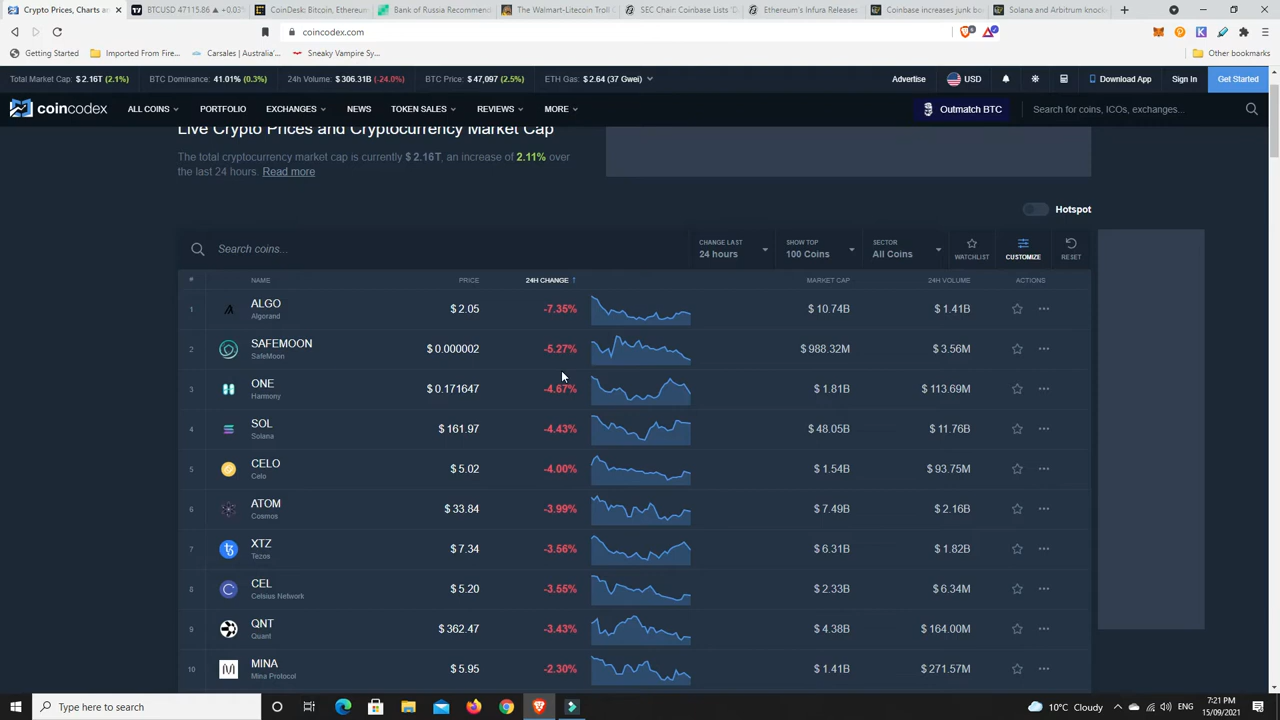 Crypto Prices, Charts an
BTCUSD 47115.86 ▲ +0.03%
CoinDesk: Bitcoin, Ethereum
Bank of Russia Recommend
The Walmart-Litecoin Troll
SEC Chair: Coinbase Lists 'D
Ethereum's Infura Releases
Coinbase increases junk bo
Solana and Arbitrum knock
coincodex.com
Getting Started
Imported From Fire...
Carsales | Australia'...
Sneaky Vampire Sy...
Other bookmarks
Total Market Cap: $ 2.16T (2.1%)
BTC Dominance: 41.01% (0.3%)
24h Volume: $ 306.31B (-24.0%)
BTC Price: $ 47,097 (2.5%)
ETH Gas: $ 2.64 (37 Gwei)
Advertise
USD
Download App
Sign In
Get Started
coincodex
ALL COINS
PORTFOLIO
EXCHANGES
NEWS
TOKEN SALES
REVIEWS
MORE
Outmatch BTC
Search for coins, ICOs, exchanges...
Live Crypto Prices and Cryptocurrency Market Cap
The total cryptocurrency market cap is currently $ 2.16T, an increase of 2.11% over
the last 24 hours. Read more
Hotspot
Search coins...
CHANGE LAST
24 hours
SHOW TOP
100 Coins
SECTOR
All Coins
WATCHLIST
CUSTOMIZE
RESET
# NAME PRICE 24H CHANGE ↑ MARKET CAP 24H VOLUME ACTIONS
1 ALGO $ 2.05 -7.35% $ 10.74B $ 1.41B
Algorand
2 SAFEMOON $ 0.000002 -5.27% $ 988.32M $ 3.56M
SafeMoon
3 ONE $ 0.171647 -4.67% $ 1.81B $ 113.69M
Harmony
4 SOL $ 161.97 -4.43% $ 48.05B $ 11.76B
Solana
5 CELO $ 5.02 -4.00% $ 1.54B $ 93.75M
Celo
6 ATOM $ 33.84 -3.99% $ 7.49B $ 2.16B
Cosmos
7 XTZ $ 7.34 -3.56% $ 6.31B $ 1.82B
Tezos
8 CEL $ 5.20 -3.55% $ 2.33B $ 6.34M
Celsius Network
9 QNT $ 362.47 -3.43% $ 4.38B $ 164.00M
Quant
10 MINA $ 5.95 -2.30% $ 1.41B $ 271.57M
Mina Protocol
Type here to search
10°C Cloudy
ENG
7:21 PM
15/09/2021